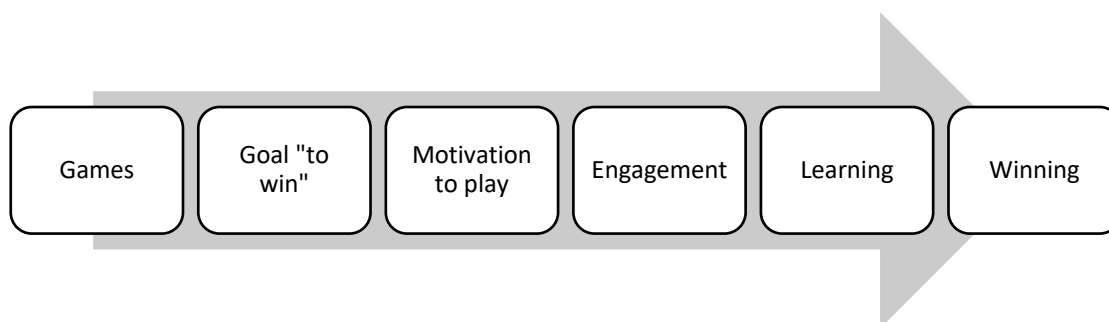 Games
Goal "to
win"
Motivation
to play
Engagement
Learning
Winning